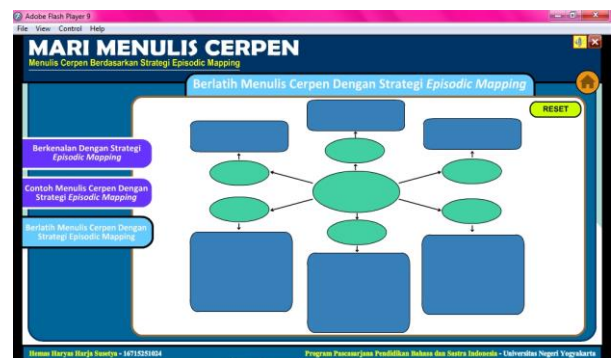 Adobe Flash Player 9
File View Control Help
MARI MENULIS CERPEN
Menulis Cerpen Berdasarkan Strategi Episodic Mapping
Berlatih Menulis Cerpen Dengan Strategi Episodic Mapping
RESET
Berkenalan Dengan Strategi
Episodic Mapping
Contoh Menulis Cerpen Dengan
Strategi Episodic Mapping
Berlatih Menulis Cerpen Dengan
Strategi Episodic Mapping
Hemas Haryas Harja Susetya - 16715251024
Program Pascasarjana Pendidikan Bahasa dan Sastra Indonesia - Universitas Negeri Yogyakarta